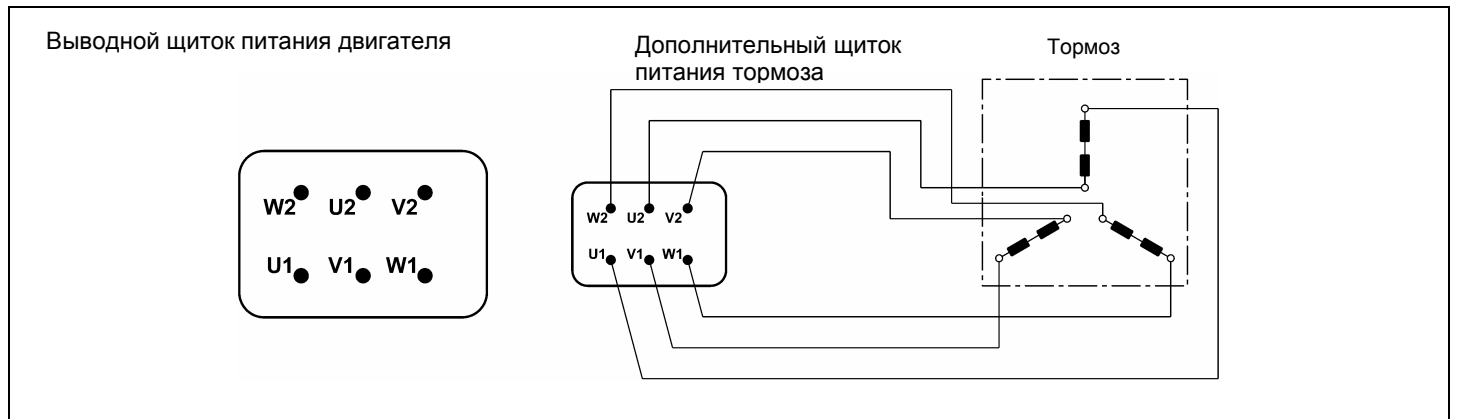 Выводной щиток питания двигателя
Дополнительный щиток
питания тормоза
Тормоз
W2 U2 V2
U1 V1 W1
W2 U2 V2
U1 V1 W1